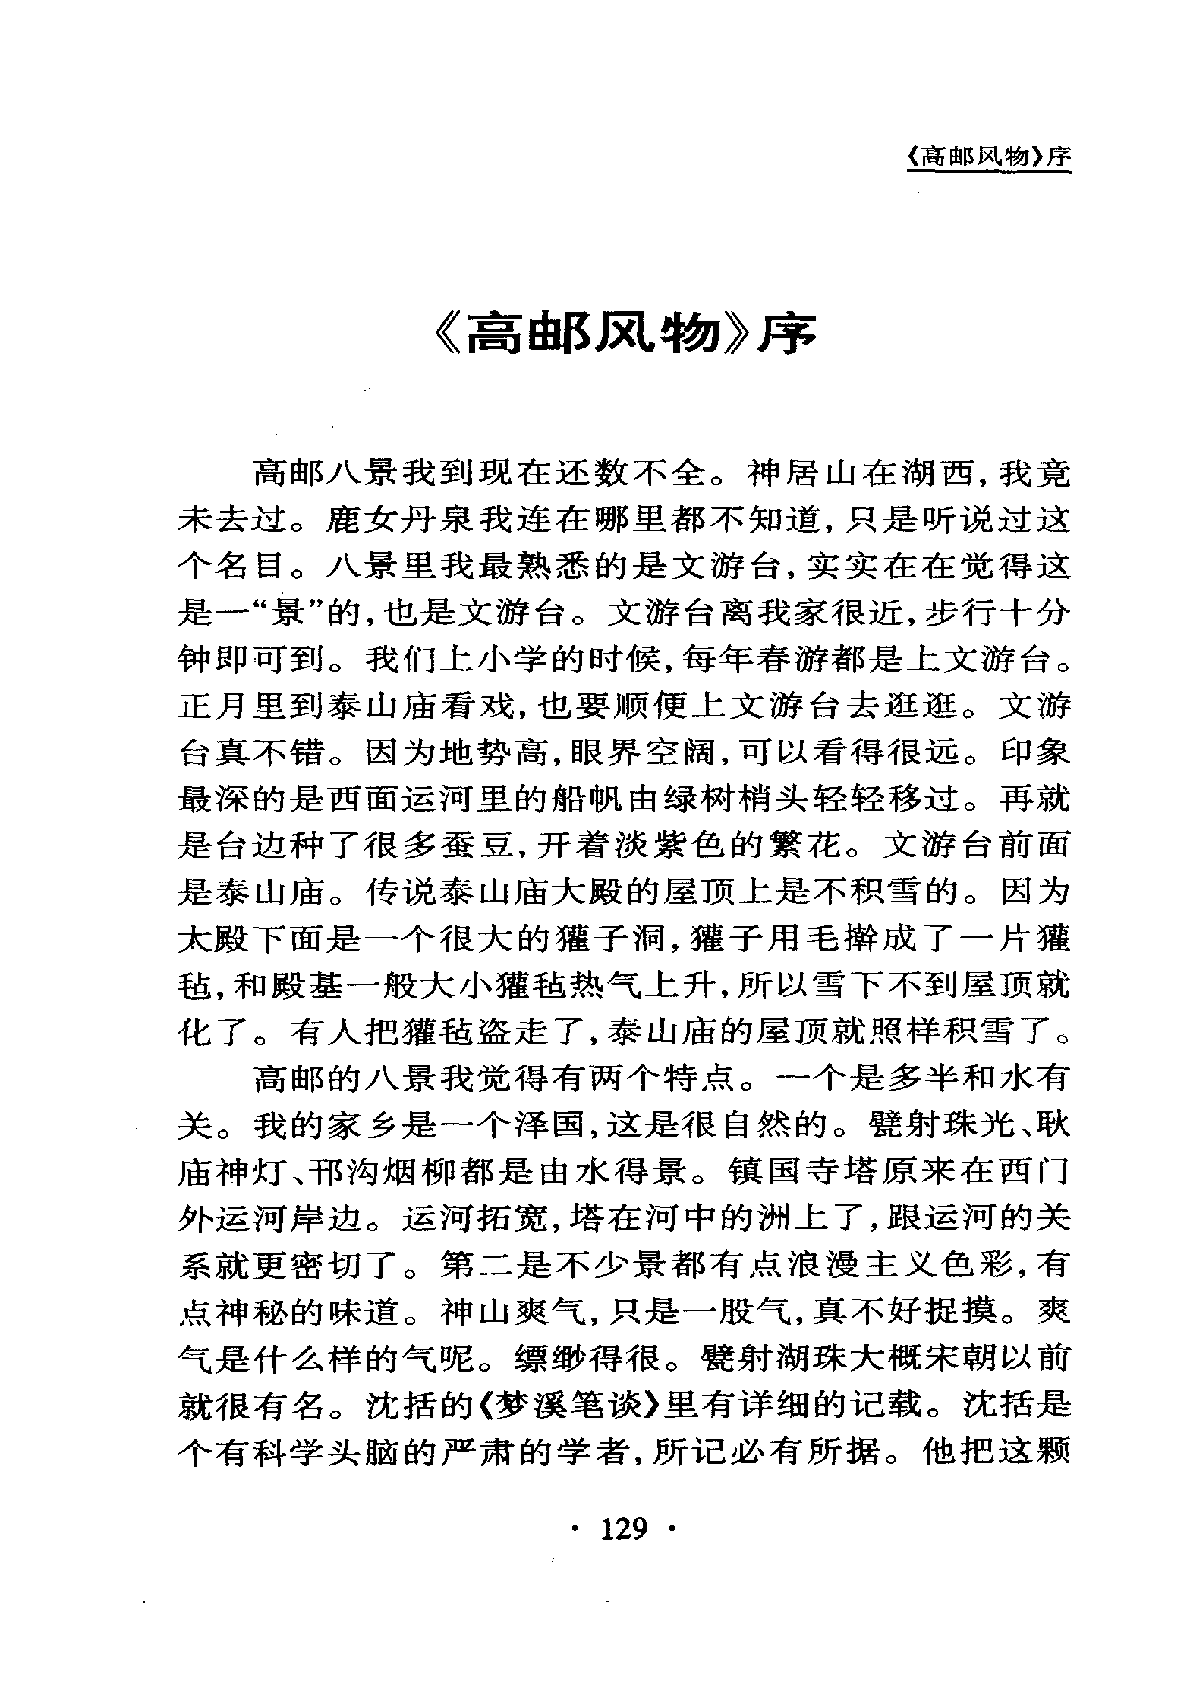 《高邮风物》序
《高邮风物》序
高邮八景我到现在还数不全。神居山在湖西,我竟
未去过。鹿女丹泉我连在哪里都不知道,只是听说过这
个名目。八景里我最熟悉的是文游台,实实在在觉得这
是一“景”的,也是文游台。文游台离我家很近,步行十分
钟即可到。我们上小学的时候,每年春游都是上文游台。
正月里到泰山庙看戏,也要顺便上文游台去逛逛。文游
台真不错。因为地势高,眼界空阔,可以看得很远。印象
最深的是西面运河里的船帆由绿树梢头轻轻移过。再就
是台边种了很多蚕豆,开着淡紫色的繁花。文游台前面
是泰山庙。传说泰山庙大殿的屋顶上是不积雪的。因为
太殿下面是一个很大的獾子洞,獾子用毛擀成了一片獾
毡,和殿基一般大小獾毡热气上升,所以雪下不到屋顶就
化了。有人把獾毡盗走了,泰山庙的屋顶就照样积雪了。
高邮的八景我觉得有两个特点。一个是多半和水有
关。我的家乡是一个泽国,这是很自然的。甓射珠光、耿
庙神灯、邗沟烟柳都是由水得景。镇国寺塔原来在西门
外运河岸边。运河拓宽,塔在河中的洲上了,跟运河的关
系就更密切了。第二是不少景都有点浪漫主义色彩,有
点神秘的味道。神山爽气,只是一股气,真不好捉摸。爽
气是什么样的气呢。缥缈得很。甓射湖珠大概宋朝以前
就很有名。沈括的《梦溪笔谈》里有详细的记载。沈括是
个有科学头脑的严肃的学者,所记必有所据。他把这颗
· 129 ·